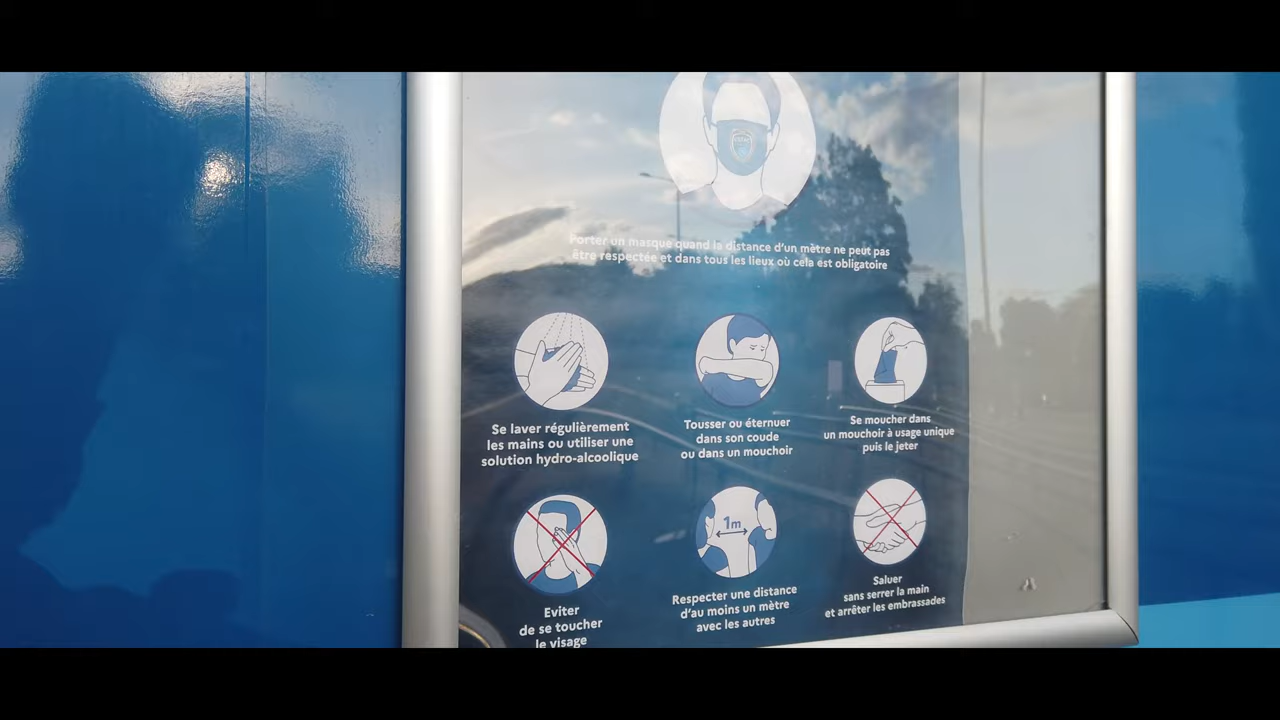 Porter un masque quand la distance d'un mètre ne peut pas
être respectée et dans tous les lieux où cela est obligatoire
Se laver régulièrement
les mains ou utiliser une
solution hydro-alcoolique
Tousser ou éternuer
dans son coude
ou dans un mouchoir
Se moucher dans
un mouchoir à usage unique
puis le jeter
1m
Eviter
de se toucher
le visage
Respecter une distance
d'au moins un mètre
avec les autres
Saluer
sans serrer la main
et arrêter les embrassades